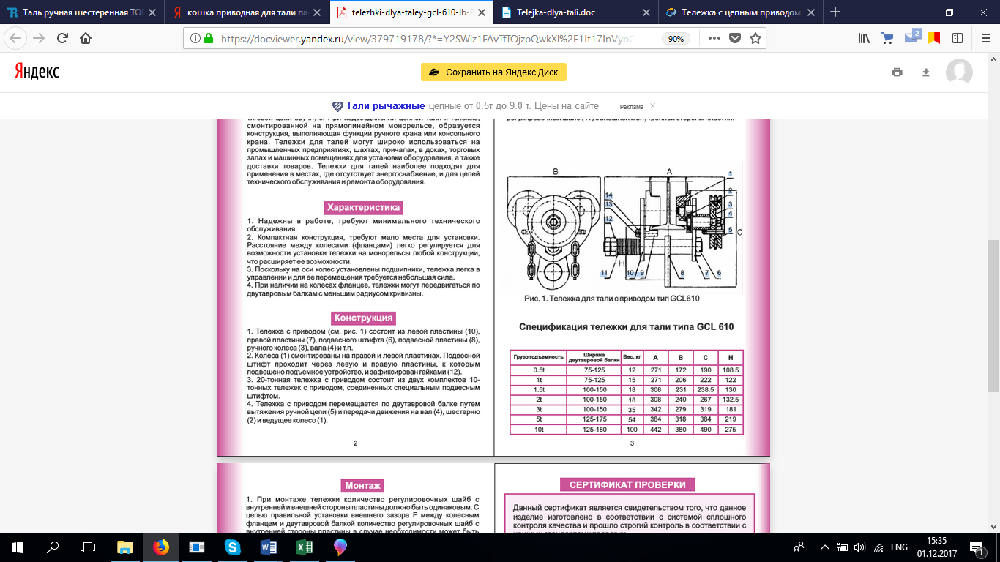 Таль ручная шестеренная TOR
кошка приводная для тали па
telezhki-dlya-taley-gcl-610-lb-2
Telejka-dlya-tali.doc
Тележка с цепным приводом
https://docviewer.yandex.ru/view/379719178/?*=Y2SWiz1FAvTfTOjzpQwkXl%2F1It17InVyb
90%
2
Яндекс
Сохранить на Яндекс.Диск
Тали рычажные цепные от 0.5т до 9.0 т. Цены на сайте
Реклама
тяговой цепи вручную. При подсоединении цепной тали к тележке,
смонтированной на прямолинейном монорельсе, образуется
конструкция, выполняющая функции ручного крана или консольного
крана. Тележки для талей могут широко использоваться на
промышленных предприятиях, шахтах, причалах, в доках, торговых
залах и машинных помещениях для установки оборудования, а также
доставки товаров. Тележки для талей наиболее подходят для
применения в местах, где отсутствует энергоснабжение, и для целей
технического обслуживания и ремонта оборудования.
Характеристика
1. Надежны в работе, требуют минимального технического
обслуживания.
2. Компактная конструкция, требуют мало места для установки.
Расстояние между колесами (фланцами) легко регулируется для
возможности установки тележки на монорельсы любой конструкции,
что расширяет ее возможности.
3. Поскольку на оси колес установлены подшипники, тележка легка в
управлении и для ее перемещения требуется небольшая сила.
4. При наличии на колесах фланцев, тележки могут передвигаться по
двутавровым балкам с меньшим радиусом кривизны.
Конструкция
1. Тележка с приводом (см. рис. 1) состоит из левой пластины (10),
правой пластины (7), подвесного штифта (6), подвесной пластины (8),
ручного колеса (3), вала (4) и т.п.
2. Колеса (1) смонтированы на правой и левой пластинах. Подвесной
штифт проходит через левую и правую пластины, к которым
подвешено подъемное устройство, и зафиксирован гайками (12).
3. 20-тонная тележка с приводом состоит из двух комплектов 10-
тонных тележек с приводом, соединенных специальным подвесным
штифтом.
4. Тележка с приводом перемещается по двутавровой балке путем
вытяжения ручной цепи (5) и передачи движения на вал (4), шестерню
(2) и ведущее колесо (1).
2
регулировочных шайб (11) с внешней и внутренней стороны пластин.
B
A
1
2
3
4
5
C
14
13
12
H
11
10
9
8
7
6
Рис. 1. Тележка для тали с приводом тип GCL610
Спецификация тележки для тали типа GCL 610
Грузоподъемность Ширина двутавровой балки Вес, кг A B C H
0.5t 75-125 12 271 172 190 108.5
1t 75-125 15 271 206 222 122
1.5t 100-150 18 308 231 238.5 130
2t 100-150 18 308 240 267 132.5
3t 100-150 35 342 279 319 181
5t 125-175 54 384 318 384 219
10t 125-180 100 442 380 490 275
3
Монтаж
1. При монтаже тележки количество регулировочных шайб с
внутренней и внешней стороны пластины должно быть одинаковым. С
целью правильной установки внешнего зазора F между колесным
фланцем и двутавровой балкой количество регулировочных шайб с
внутренней стороны пластины в случае необходимости может быть
СЕРТИФИКАТ ПРОВЕРКИ
Данный сертификат является свидетельством того, что данное
изделие изготовлено в соответствии с системой сплошного
контроля качества и прошло строгий контроль в соответствии с
ENG
15:35
01.12.2017
1